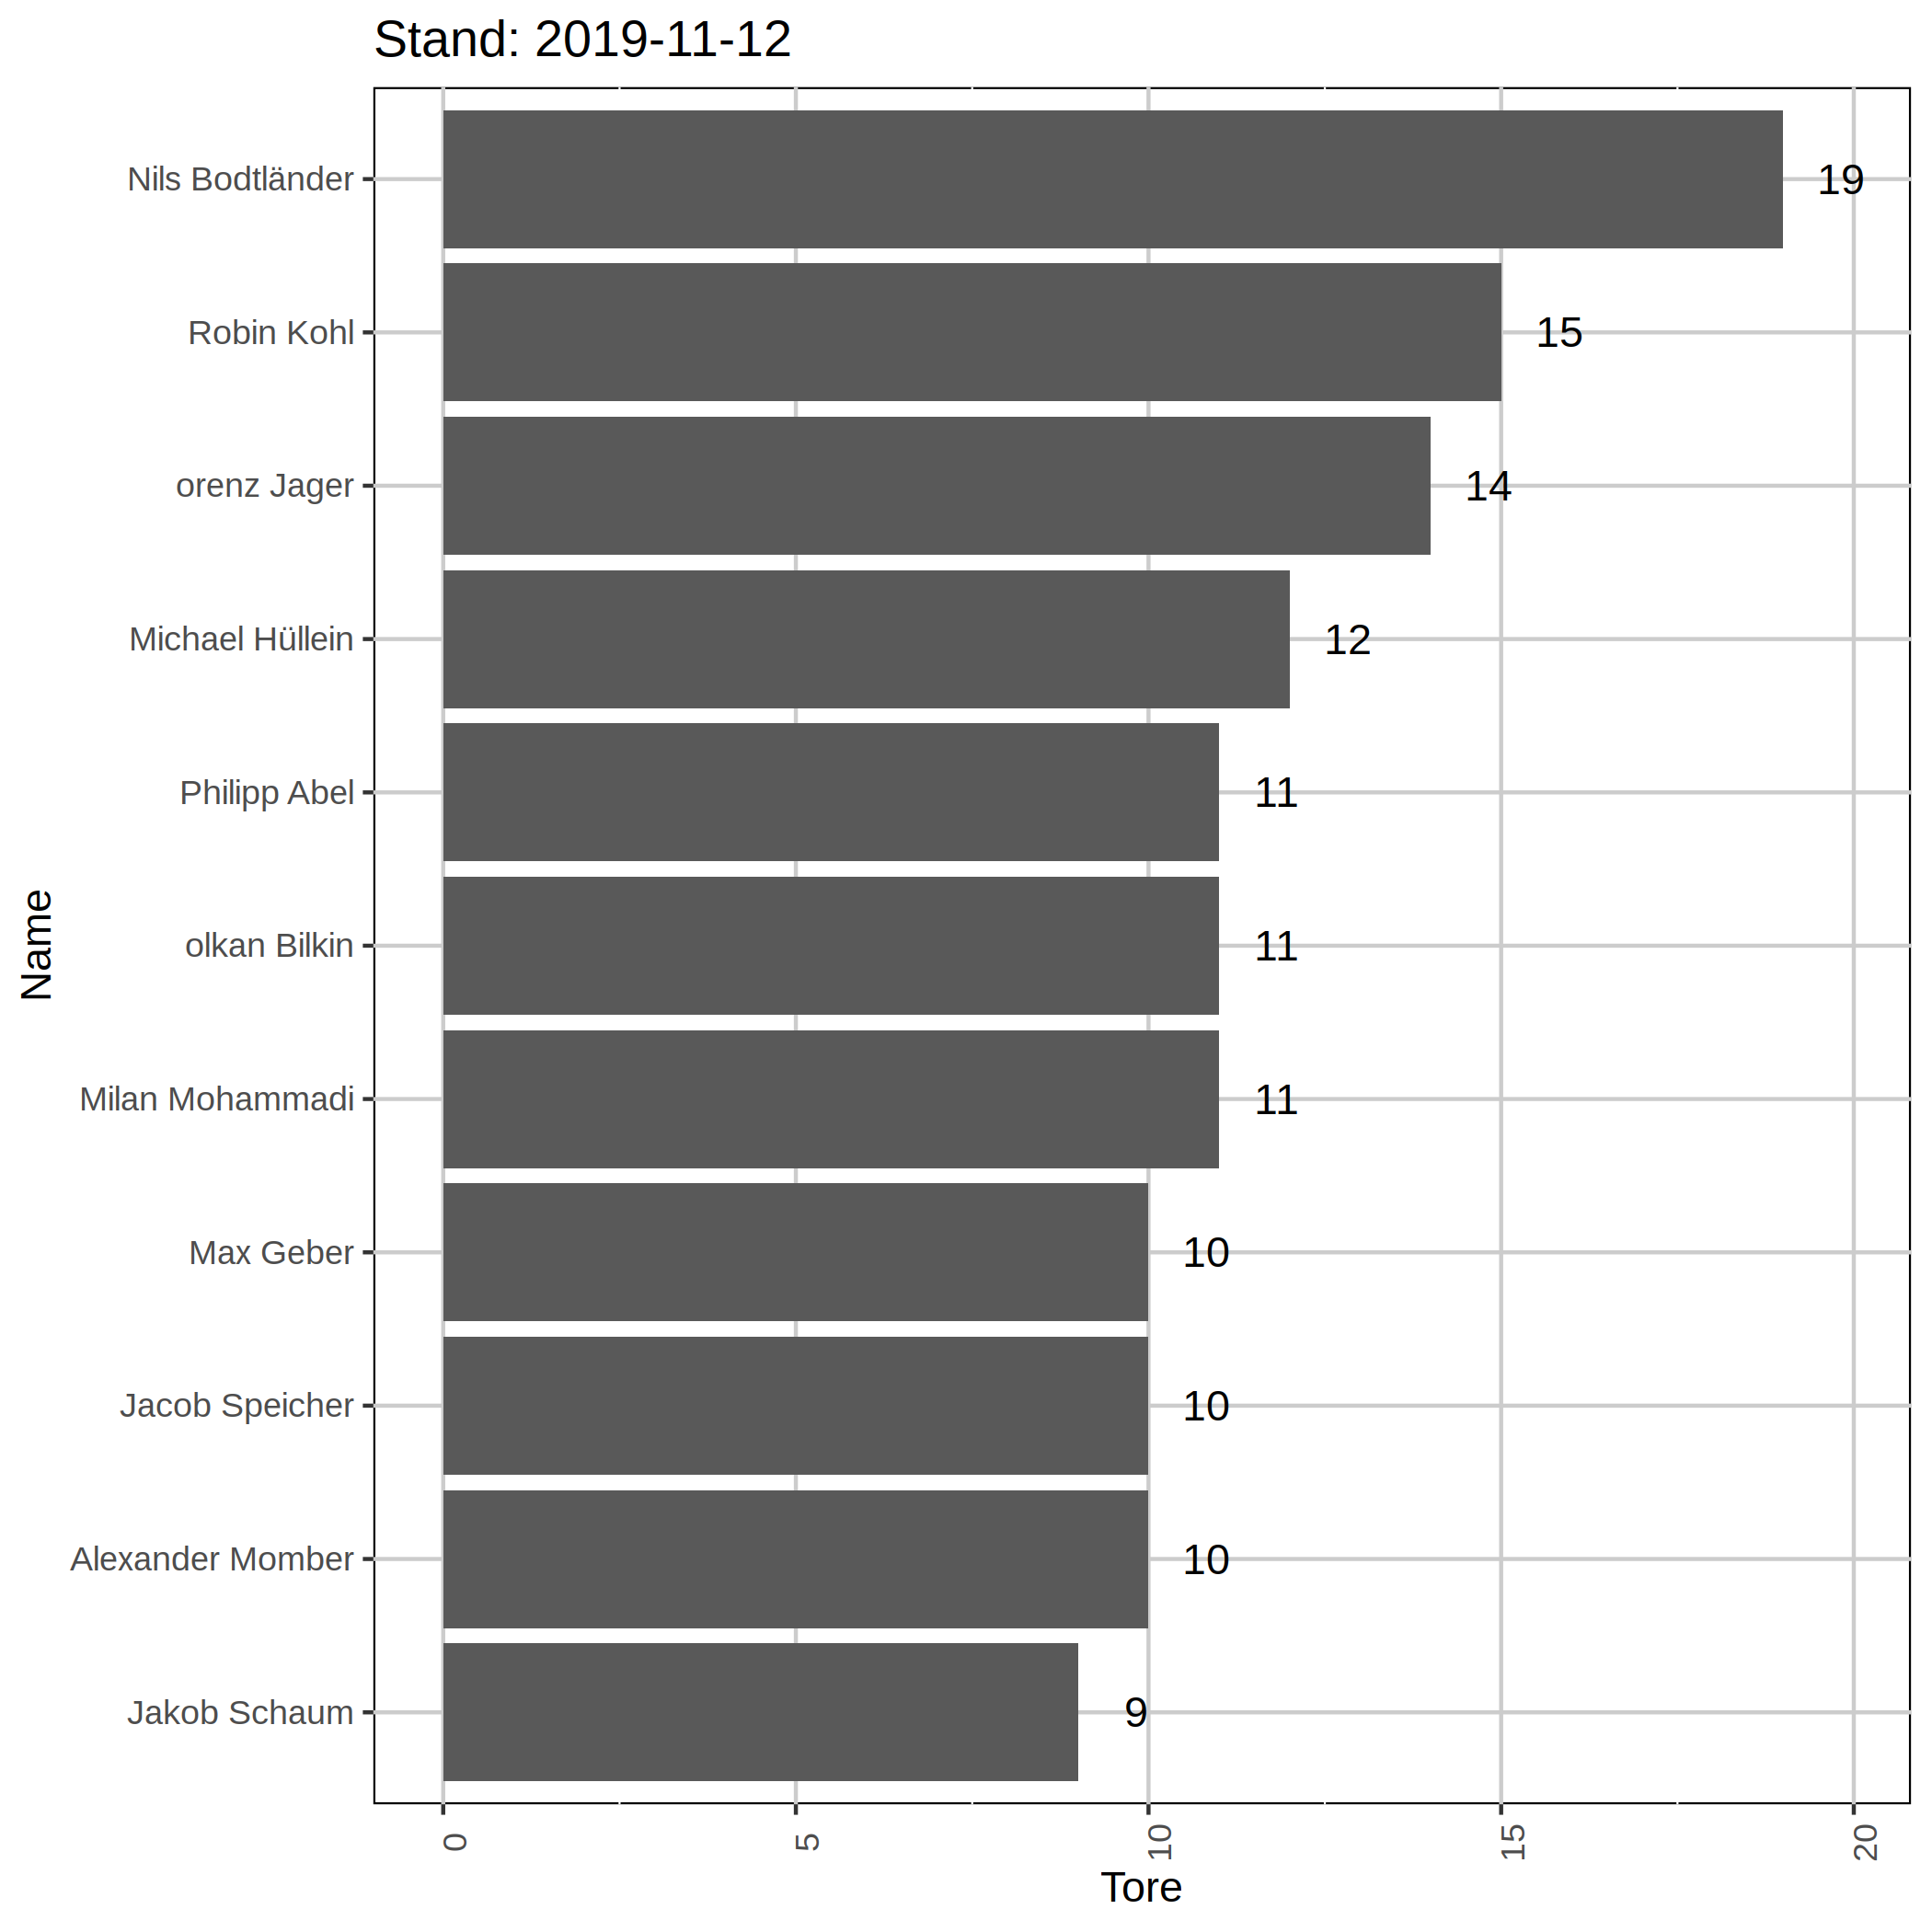 Stand: 2019-11-12
Nils Bodtländer 19
Robin Kohl 15
orenz Jager 14
Michael Hüllein 12
Philipp Abel 11
olkan Bilkin 11
Milan Mohammadi 11
Max Geber 10
Jacob Speicher 10
Alexander Momber 10
Jakob Schaum 9
Name
0 5 10 15 20
Tore